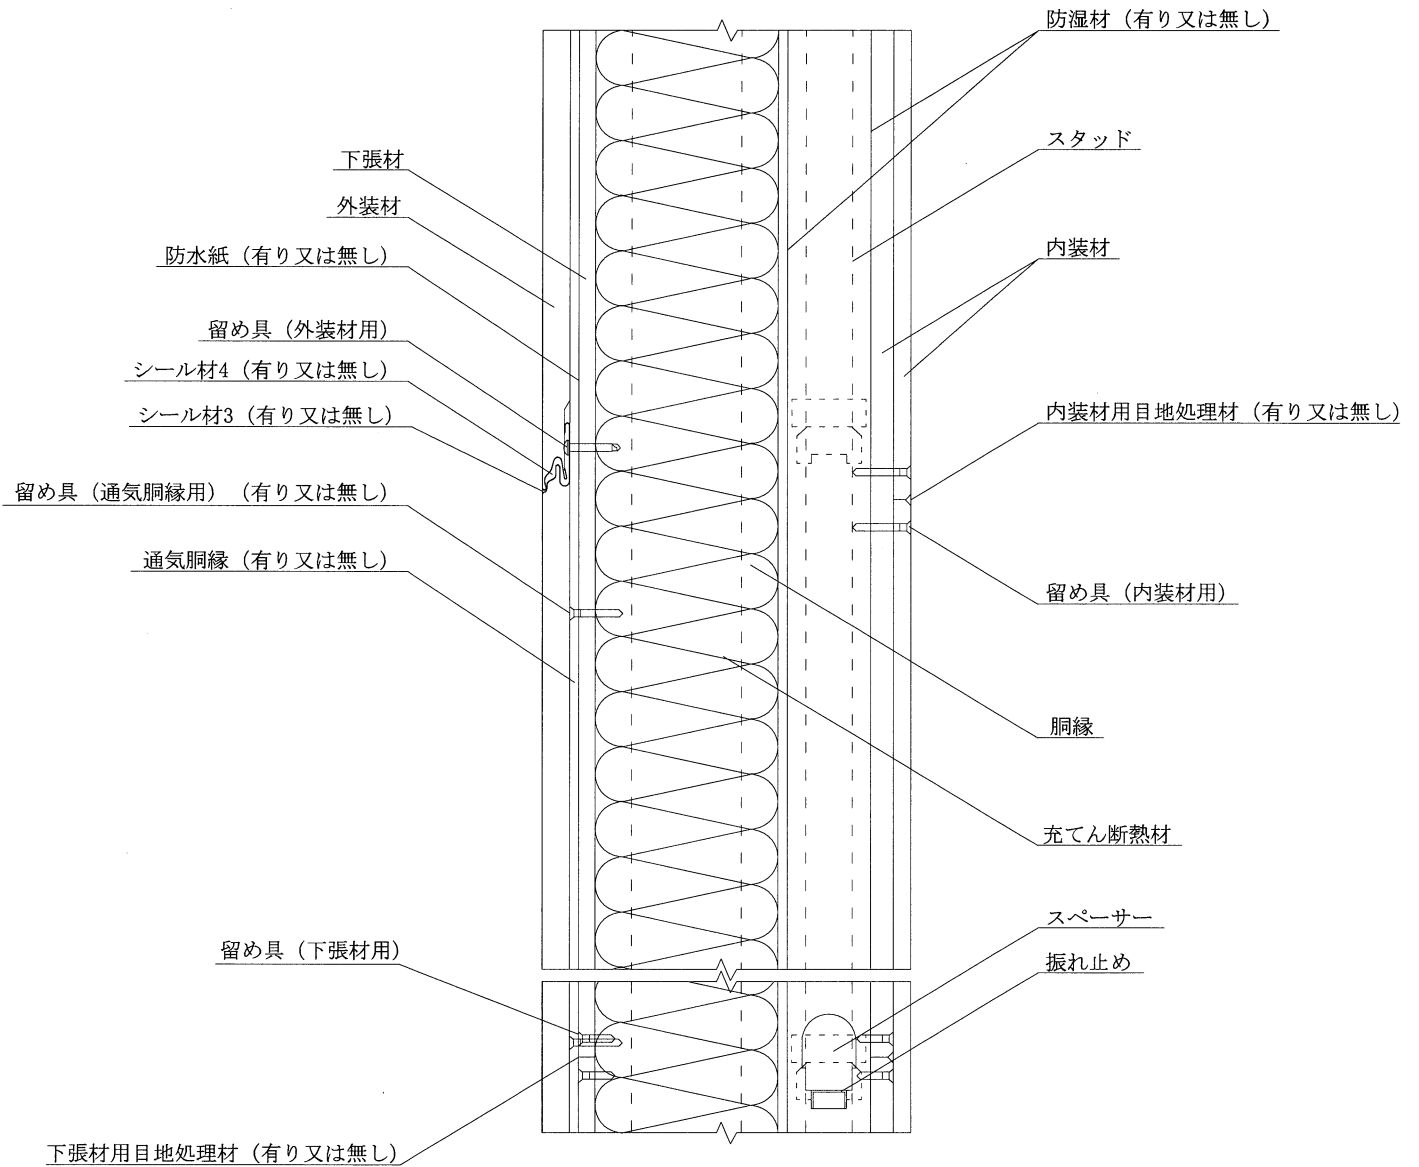 防湿材（有り又は無し）
スタッド
下張材
外装材
防水紙（有り又は無し）
内装材
留め具（外装材用）
シール材4（有り又は無し）
シール材3（有り又は無し）
内装材用目地処理材（有り又は無し）
留め具（通気胴縁用）（有り又は無し）
通気胴縁（有り又は無し）
留め具（内装材用）
胴縁
充てん断熱材
スペーサー
留め具（下張材用）
振れ止め
下張材用目地処理材（有り又は無し）